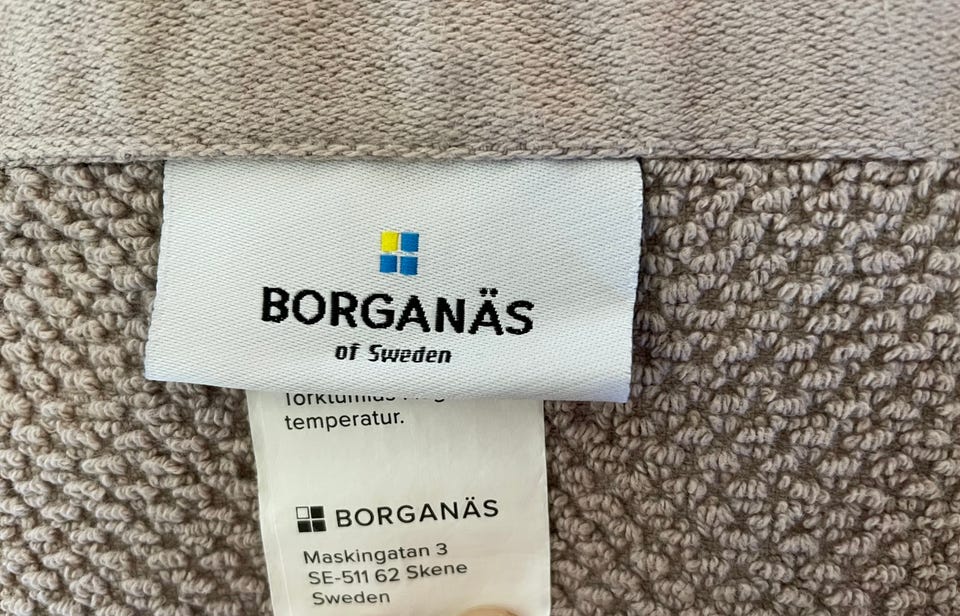 BORGANÄS
of Sweden
temperatur.
BORGANÄS
Maskingatan 3
SE-511 62 Skene
Sweden